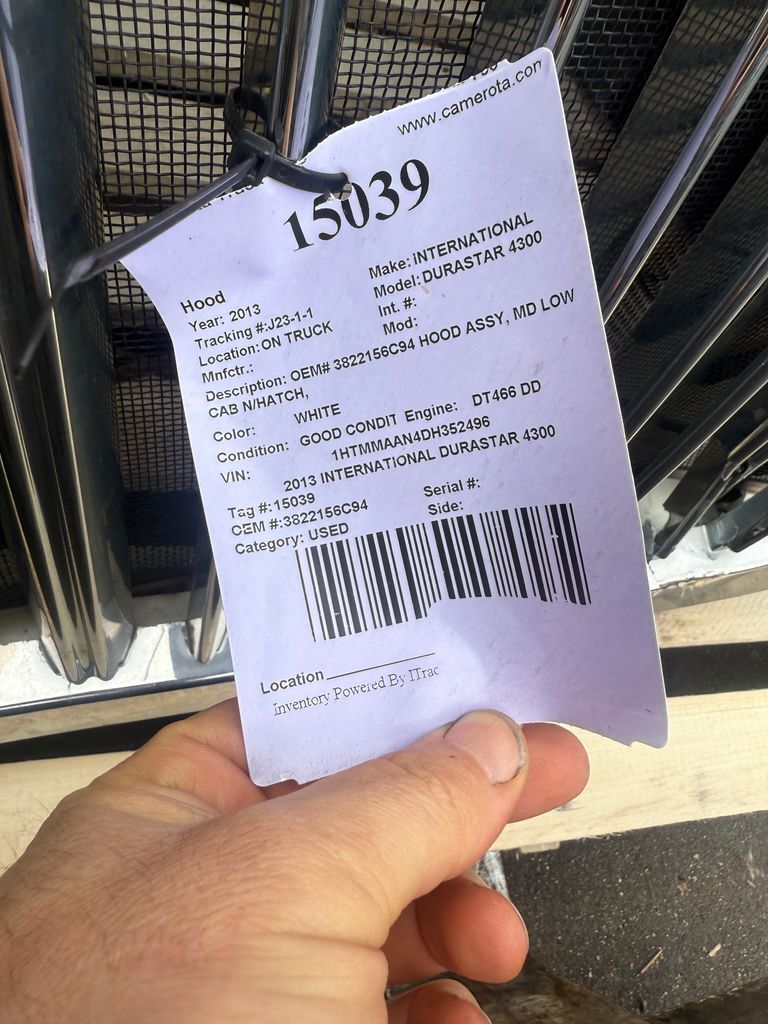 www.camerota.com
15039
Hood
Year: 2013 Make: INTERNATIONAL
Tracking #:J23-1-1 Model: DURASTAR 4300
Location: ON TRUCK Int. #:
Mnfctr.: Mod:
Description: OEM# 3822156C94 HOOD ASSY, MD LOW
CAB N/HATCH,
Color: WHITE
Condition: GOOD CONDIT Engine: DT466 DD
VIN: 1HTMMAAN4DH352496
2013 INTERNATIONAL DURASTAR 4300
Tag #:15039 Serial #:
OEM #:3822156C94 Side:
Category: USED
Location
Inventory Powered By ITrac